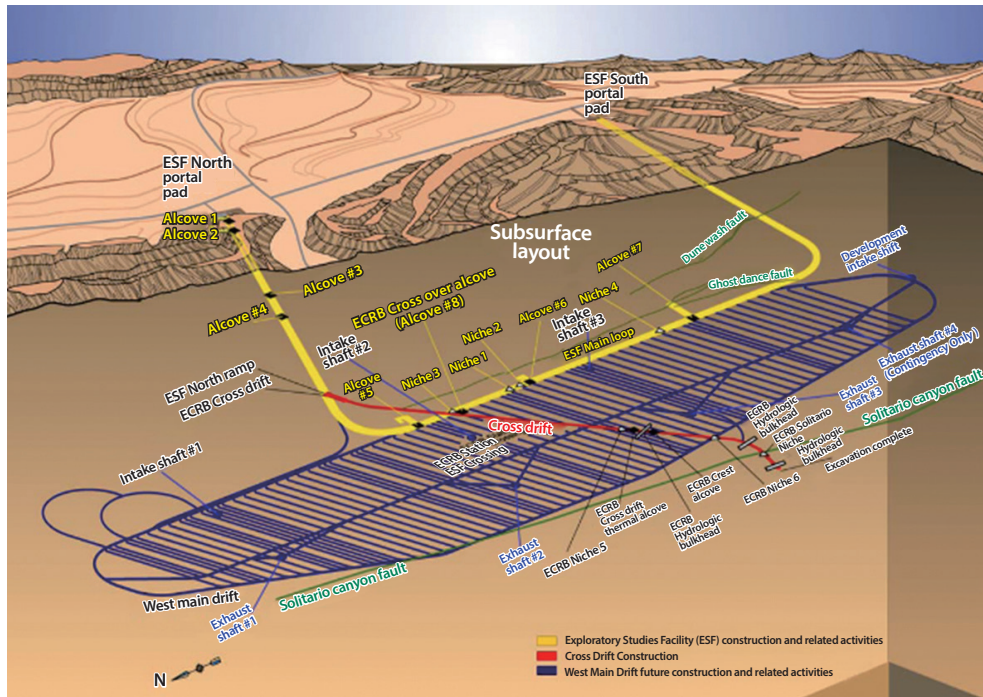 ESF South
portal
pad
ESF North
portal
pad
Alcove 1
Alcove 2
Subsurface
layout
Dune wash fault
Development
intake shift
Alcove #7
Alcove #3
Ghost dance fault
ECRB Cross over alcove
(Alcove #8)
Alcove #4
Niche 4
Alcove #6
Intake
shaft #3
Niche 2
Intake
shaft #2
ESF Main loop
Niche 1
Exhaust shaft #4
(Contingency Only )
Niche 3
Alcove
#5
ESF North ramp
ECRB Cross drift
Exhaust
shaft #3
Solitario canyon fault
Cross drift
ECRB
Hydrologic
bulkhead
ECRB Solitario
Niche
Hydrologic
bulkhead
Excavation complete
ECRB Station
ESF Crossing
Intake shaft #1
ECRB Crest
alcove
ECRB Niche 6
ECRB
Cross drift
thermal alcove
ECRB
Hydrologic
bulkhead
ECRB Niche 5
Exhaust
shaft #2
West main drift
Solitario canyon fault
Exhaust
shaft #1
Exploratory Studies Facility (ESF) construction and related activities
Cross Drift Construction
West Main Drift future construction and related activities
N